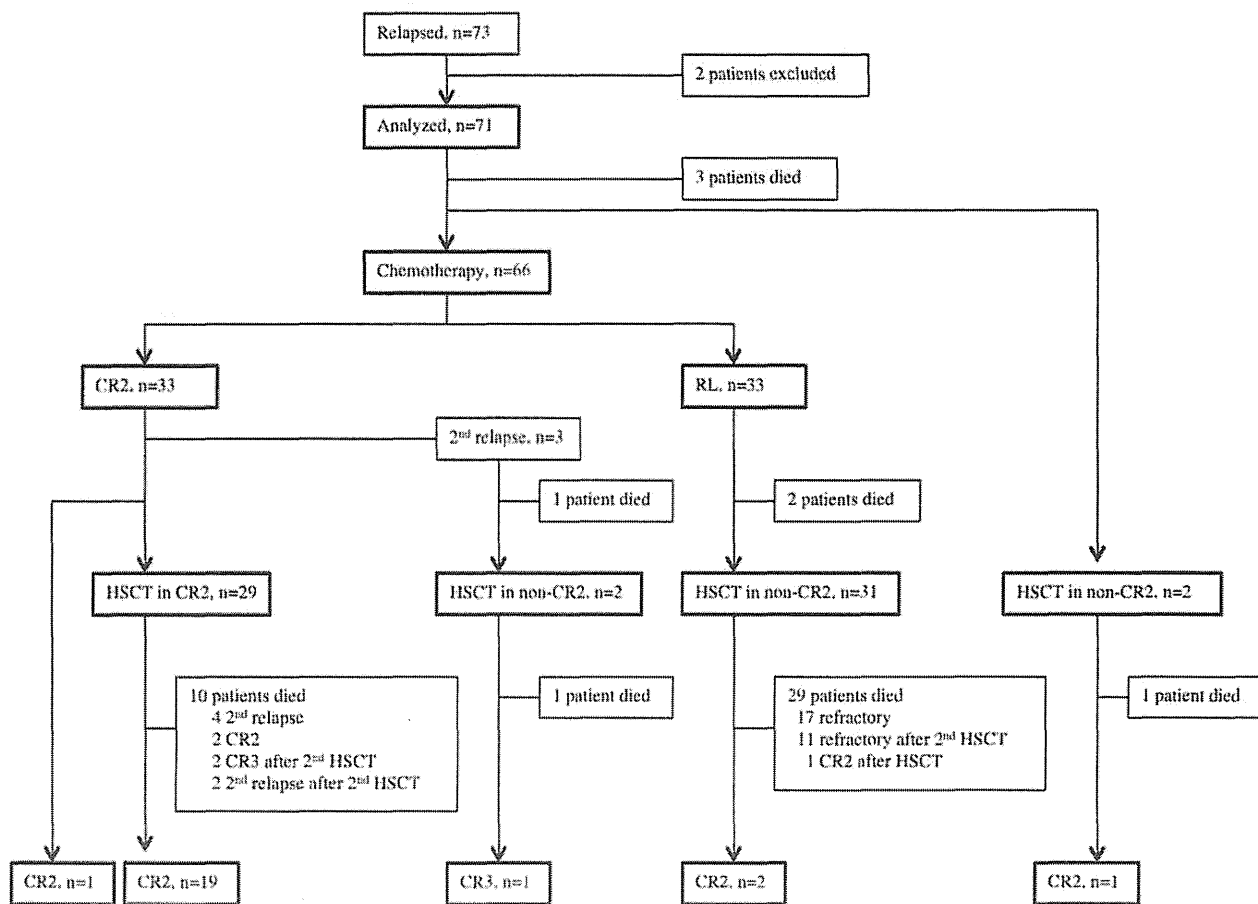 Relapsed, n=73
2 patients excluded
Analyzed, n=71
3 patients died
Chemotherapy, n=66
CR2, n=33
RL, n=33
2nd relapse, n=3
1 patient died
2 patients died
HSCT in CR2, n=29
HSCT in non-CR2, n=2
HSCT in non-CR2, n=31
HSCT in non-CR2, n=2
10 patients died
4 2nd relapse
2 CR2
2 CR3 after 2nd HSCT
2 2nd relapse after 2nd HSCT
1 patient died
29 patients died
17 refractory
11 refractory after 2nd HSCT
1 CR2 after HSCT
1 patient died
CR2, n=1
CR2, n=19
CR3, n=1
CR2, n=2
CR2, n=1